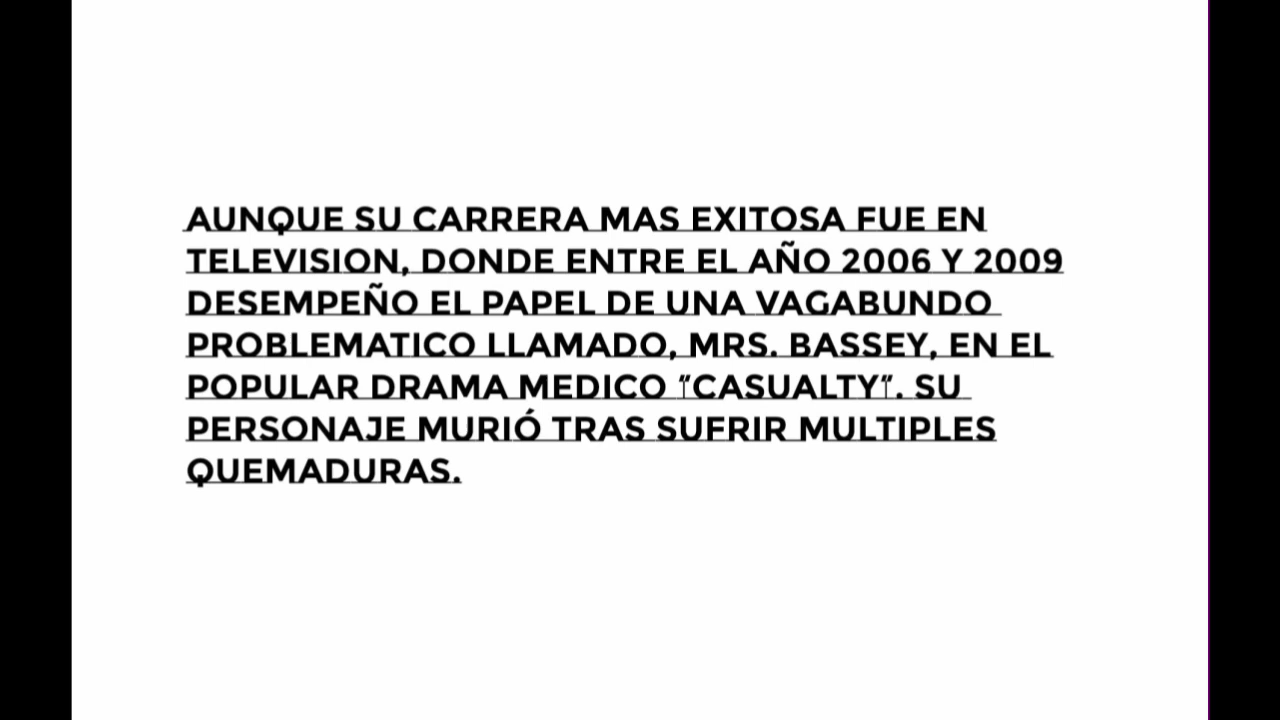 AUNQUE SU CARRERA MAS EXITOSA FUE EN
TELEVISION, DONDE ENTRE EL AÑO 2006 Y 2009
DESEMPEÑO EL PAPEL DE UNA VAGABUNDO
PROBLEMATICO LLAMADO, MRS. BASSEY, EN EL
POPULAR DRAMA MEDICO "CASUALTY". SU
PERSONAJE MURIÓ TRAS SUFRIR MULTIPLES
QUEMADURAS.